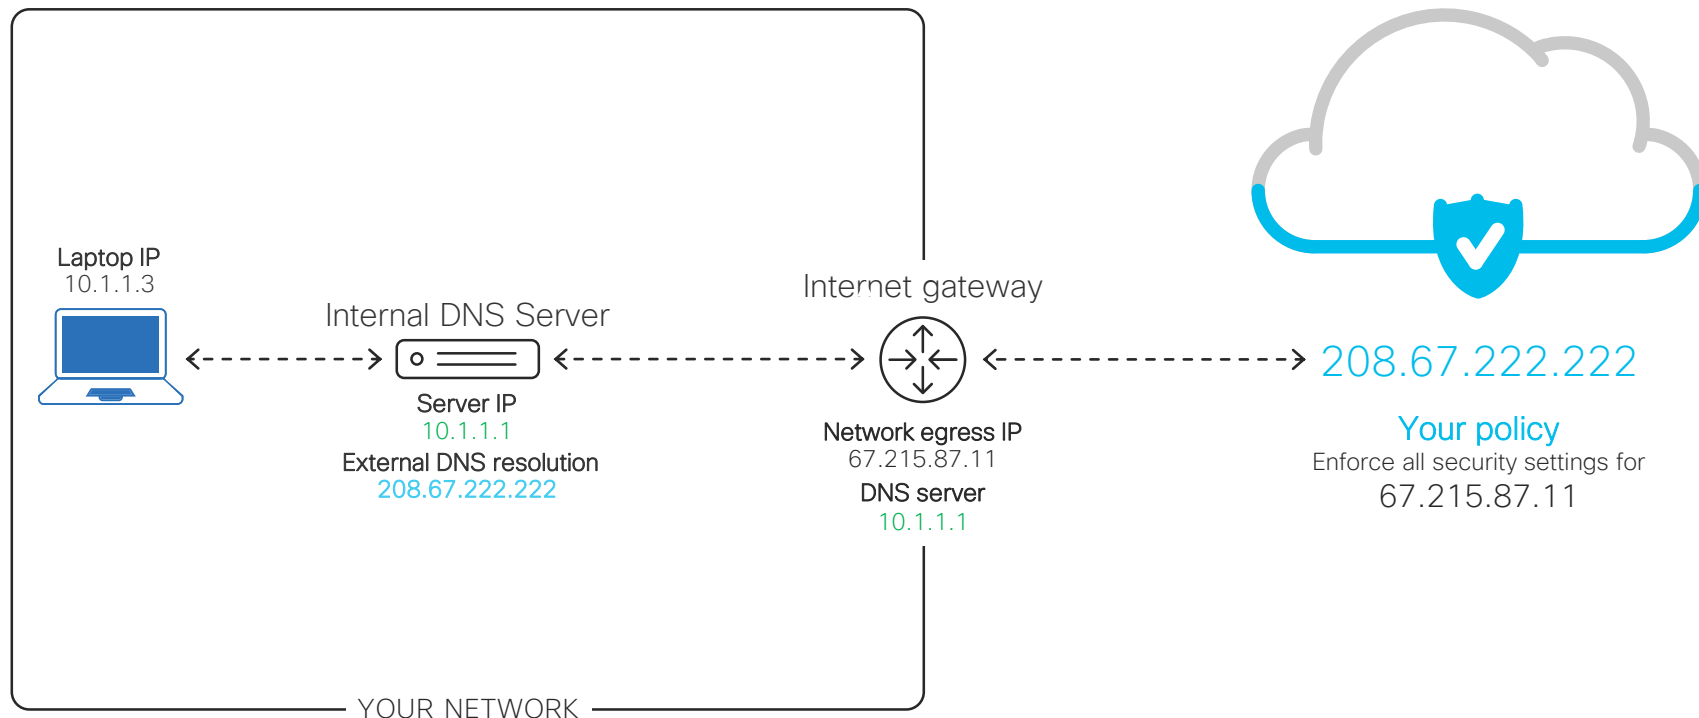 Laptop IP
10.1.1.3
Internal DNS Server
Server IP
10.1.1.1
External DNS resolution
208.67.222.222
Internet gateway
Network egress IP
67.215.87.11
DNS server
10.1.1.1
208.67.222.222
Your policy
Enforce all security settings for
67.215.87.11
YOUR NETWORK